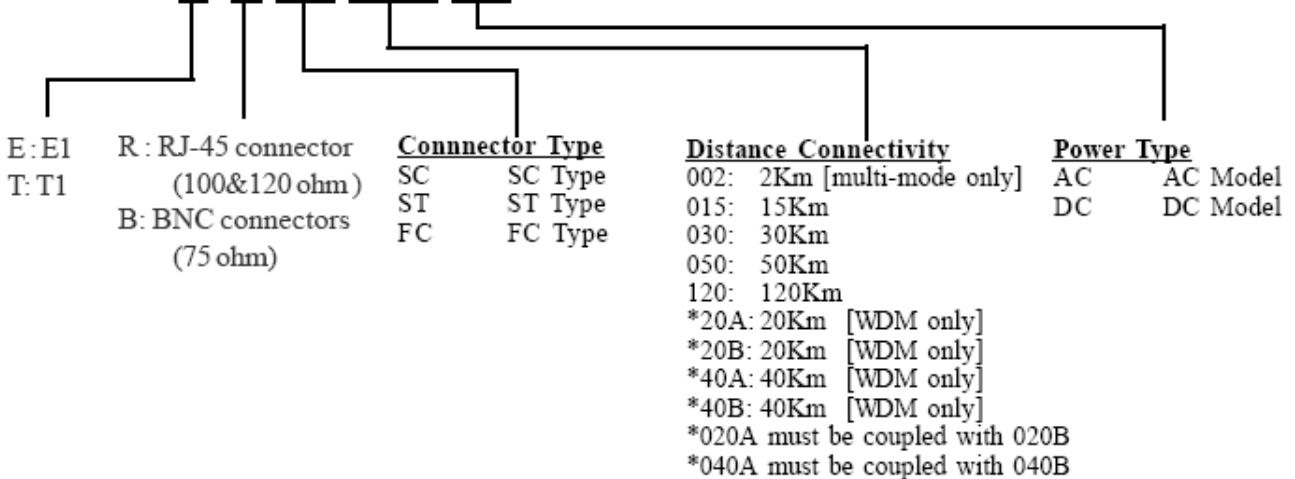 E: E1
T: T1
R : RJ-45 connector
(100&120 ohm )
B: BNC connectors
(75 ohm)
Connnector Type
SC SC Type
ST ST Type
FC FC Type
Distance Connectivity
002: 2Km [multi-mode only]
015: 15Km
030: 30Km
050: 50Km
120: 120Km
*20A: 20Km [WDM only]
*20B: 20Km [WDM only]
*40A: 40Km [WDM only]
*40B: 40Km [WDM only]
*020A must be coupled with 020B
*040A must be coupled with 040B
Power Type
AC AC Model
DC DC Model